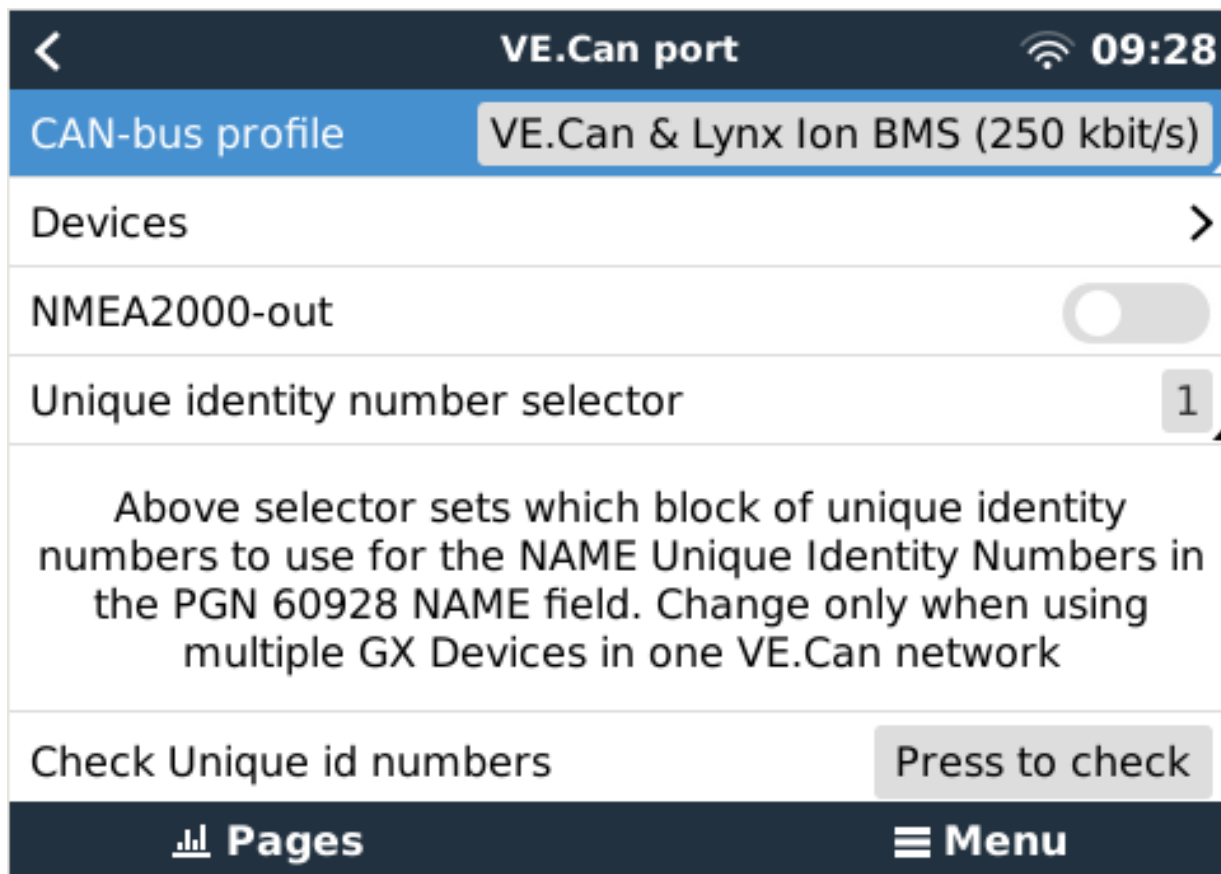 VE.Can port 09:28
CAN-bus profile VE.Can & Lynx Ion BMS (250 kbit/s)
Devices
NMEA2000-out
Unique identity number selector 1
Above selector sets which block of unique identity
numbers to use for the NAME Unique Identity Numbers in
the PGN 60928 NAME field. Change only when using
multiple GX Devices in one VE.Can network
Check Unique id numbers Press to check
Pages Menu